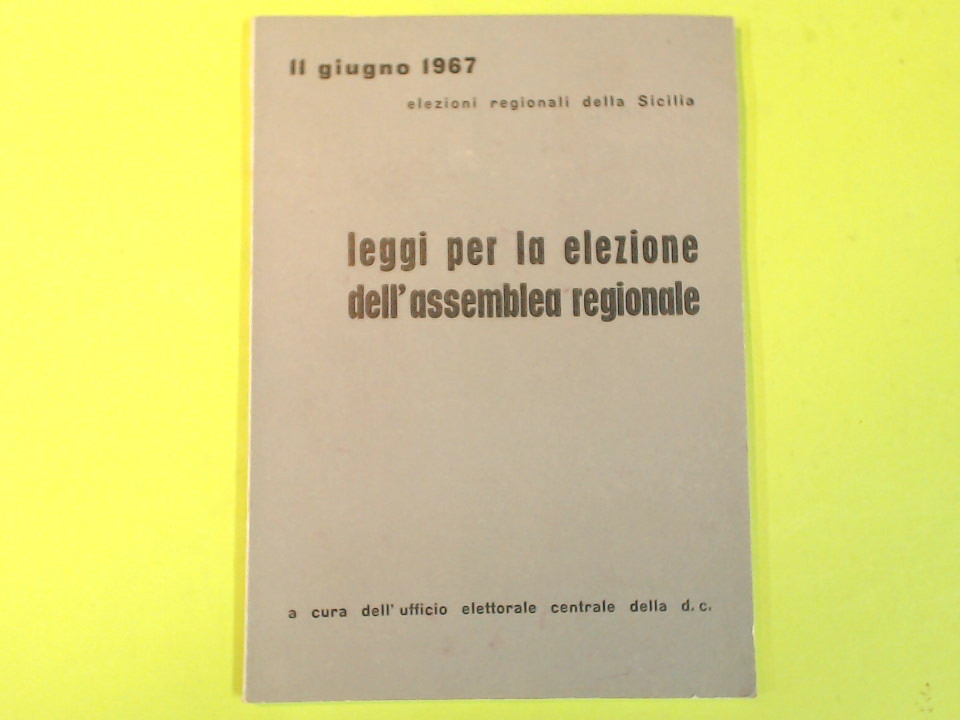 11 giugno 1967
elezioni regionali della Sicilia
leggi per la elezione
dell'assemblea regionale
a cura dell'ufficio elettorale centrale della d.c.